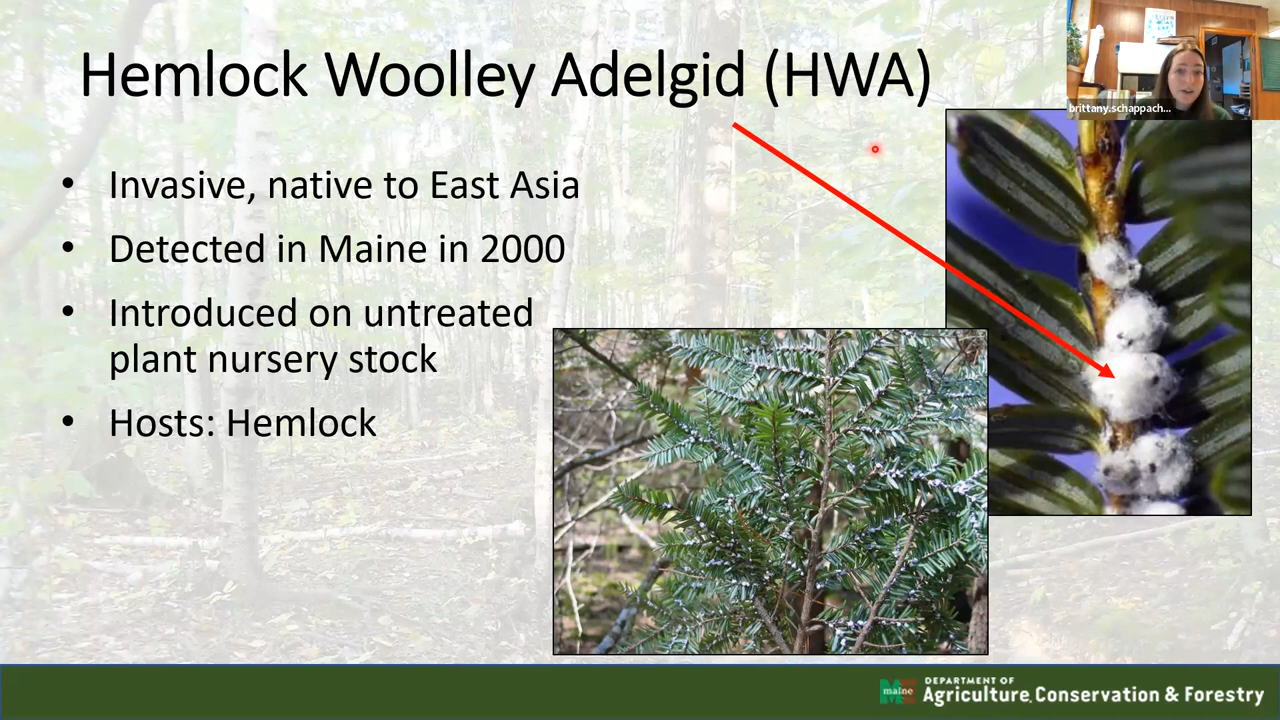 Hemlock Woolley Adelgid (HWA)
brittany.schappach...
• Invasive, native to East Asia
• Detected in Maine in 2000
• Introduced on untreated
plant nursery stock
• Hosts: Hemlock
maine
DEPARTMENT OF
Agriculture, Conservation & Forestry